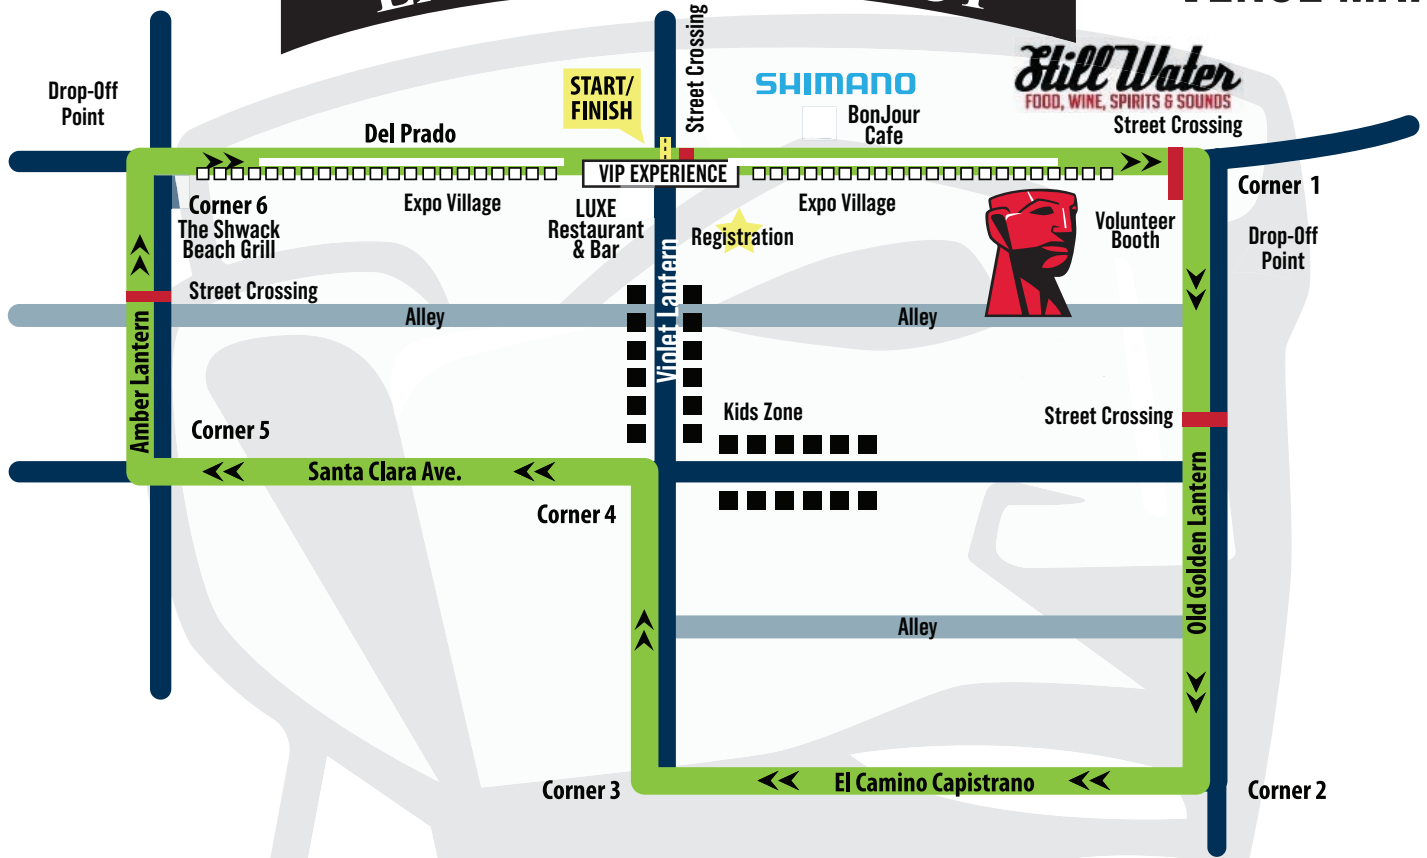 VENUE MAP
Drop-Off
Point
START/
FINISH
Street Crossing
SHIMANO
BonJour
Cafe
Still Water
FOOD, WINE, SPIRITS & SOUNDS
Street Crossing
Del Prado
VIP EXPERIENCE
Corner 1
Corner 6
The Shwack
Beach Grill
Expo Village
LUXE
Restaurant
& Bar
Registration
Expo Village
Volunteer
Booth
Drop-Off
Point
Street Crossing
Alley
Violet Lantern
Alley
Amber Lantern
Corner 5
Kids Zone
Street Crossing
Santa Clara Ave.
Corner 4
Old Golden Lantern
Alley
Corner 3
El Camino Capistrano
Corner 2